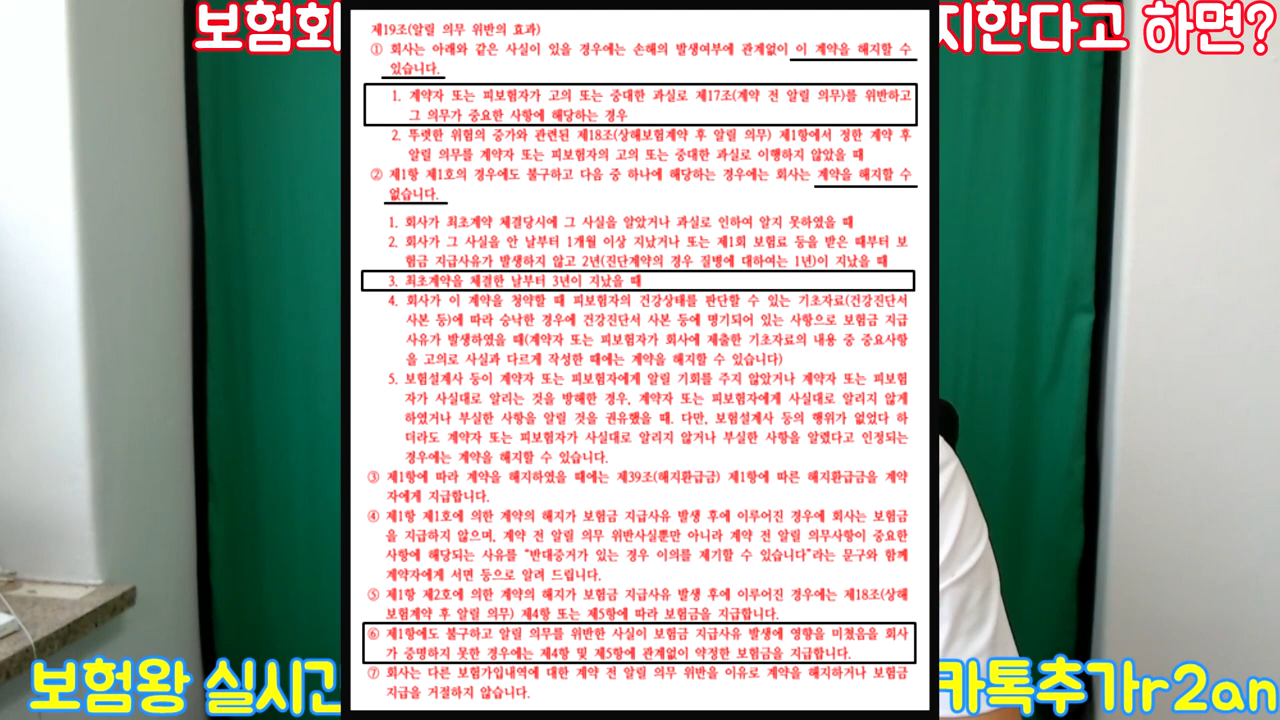 보험회
지한다고 하면?
제19조(알릴 의무 위반의 효과)
① 회사는 아래와 같은 사실이 있을 경우에는 손해의 발생여부에 관계없이 이 계약을 해지할 수
있습니다.
1. 계약자 또는 피보험자가 고의 또는 중대한 과실로 제17조(계약 전 알릴 의무)를 위반하고
그 의무가 중요한 사항에 해당하는 경우
2. 뚜렷한 위험의 증가와 관련된 제18조(상해보험계약 후 알릴 의무) 제1항에서 정한 계약 후
알릴 의무를 계약자 또는 피보험자의 고의 또는 중대한 과실로 이행하지 않았을 때
② 제1항 제1호의 경우에도 불구하고 다음 중 하나에 해당하는 경우에는 회사는 계약을 해지할 수
없습니다.
1. 회사가 최초계약 체결당시에 그 사실을 알았거나 과실로 인하여 알지 못하였을 때
2. 회사가 그 사실을 안 날부터 1개월 이상 지났거나 또는 제1회 보험료 등을 받은 때부터 보
험금 지급사유가 발생하지 않고 2년(진단계약의 경우 질병에 대하여는 1년)이 지났을 때
3. 최초계약을 체결한 날부터 3년이 지났을 때
4. 회사가 이 계약을 청약할 때 피보험자의 건강상태를 판단할 수 있는 기초자료(건강진단서
사본 등)에 따라 승낙한 경우에 건강진단서 사본 등에 명기되어 있는 사항으로 보험금 지급
사유가 발생하였을 때(계약자 또는 피보험자가 회사에 제출한 기초자료의 내용 중 중요사항
을 고의로 사실과 다르게 작성한 때에는 계약을 해지할 수 있습니다)
5. 보험설계사 등이 계약자 또는 피보험자에게 알릴 기회를 주지 않았거나 계약자 또는 피보험
자가 사실대로 알리는 것을 방해한 경우, 계약자 또는 피보험자에게 사실대로 알리지 않게
하였거나 부실한 사항을 알릴 것을 권유했을 때. 다만, 보험설계사 등의 행위가 없었다 하
더라도 계약자 또는 피보험자가 사실대로 알리지 않거나 부실한 사항을 알렸다고 인정되는
경우에는 계약을 해지할 수 있습니다.
③ 제1항에 따라 계약을 해지하였을 때에는 제39조(해지환급금) 제1항에 따른 해지환급금을 계약
자에게 지급합니다.
④ 제1항 제1호에 의한 계약의 해지가 보험금 지급사유 발생 후에 이루어진 경우에 회사는 보험금
을 지급하지 않으며, 계약 전 알릴 의무 위반사실뿐만 아니라 계약 전 알릴 의무사항이 중요한
사항에 해당되는 사유를 "반대증거가 있는 경우 이의를 제기할 수 있습니다"라는 문구와 함께
계약자에게 서면 등으로 알려 드립니다.
⑤ 제1항 제2호에 의한 계약의 해지가 보험금 지급사유 발생 후에 이루어진 경우에는 제18조(상해
보험계약 후 알릴 의무) 제4항 또는 제5항에 따라 보험금을 지급합니다.
⑥ 제1항에도 불구하고 알릴 의무를 위반한 사실이 보험금 지급사유 발생에 영향을 미쳤음을 회사
가 증명하지 못한 경우에는 제4항 및 제5항에 관계없이 약정한 보험금을 지급합니다.
⑦ 회사는 다른 보험가입내역에 대한 계약 전 알릴 의무 위반을 이유로 계약을 해지하거나 보험금
지급을 거절하지 않습니다.
보험왕 실시간
카톡추가r2an